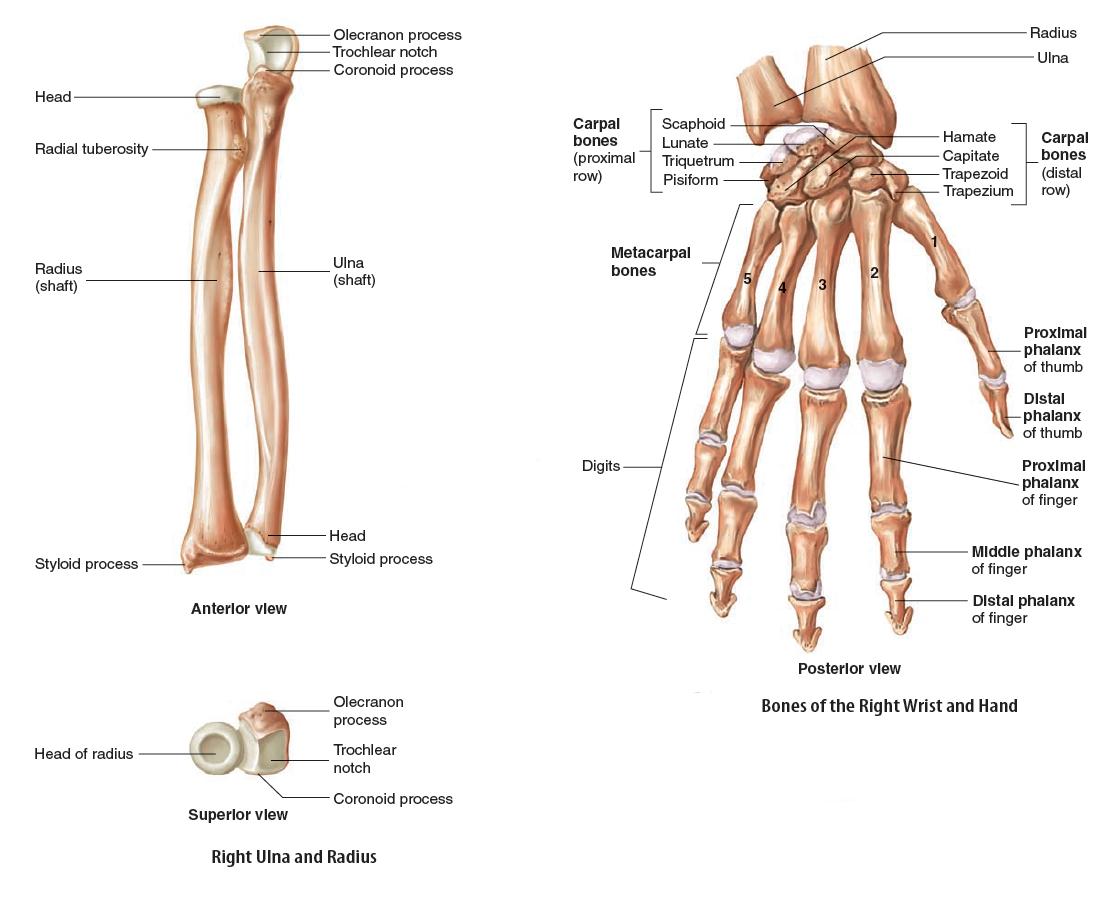 Olecranon process
Trochlear notch
Coronoid process
Head
Radial tuberosity
Radius
(shaft)
Ulna
(shaft)
Head
Styloid process
Styloid process
Anterior view
Olecranon
process
Head of radius
Trochlear
notch
Coronoid process
Superior view
Right Ulna and Radius
Radius
Ulna
Carpal
bones
(proximal
row)
Scaphoid
Lunate
Triquetrum
Pisiform
Hamate
Capitate
Trapezoid
Trapezium
Carpal
bones
(distal
row)
Metacarpal
bones
1
2
3
4
5
Proximal
phalanx
of thumb
Distal
phalanx
of thumb
Digits
Proximal
phalanx
of finger
Middle phalanx
of finger
Distal phalanx
of finger
Posterior view
Bones of the Right Wrist and Hand